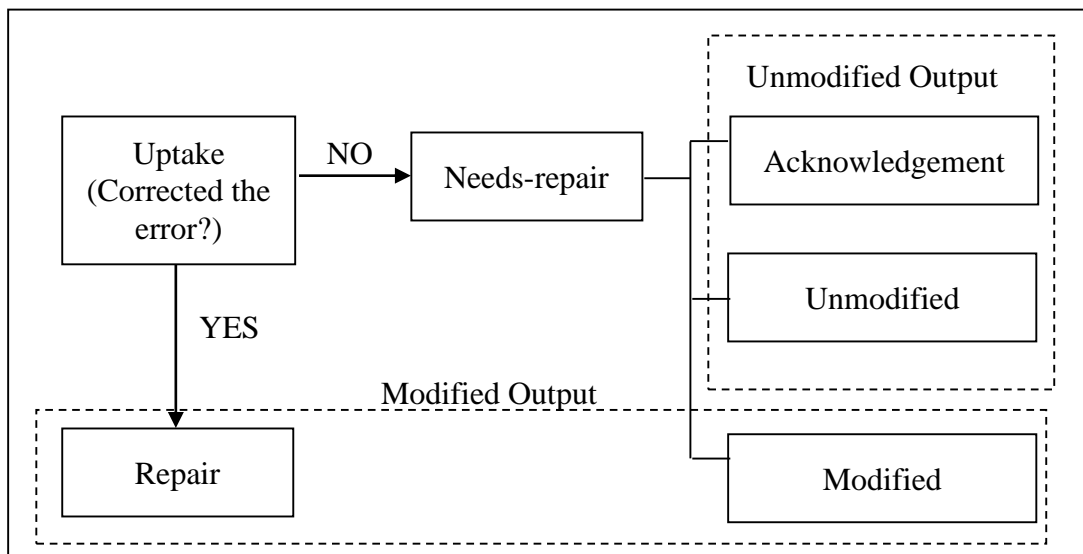 Unmodified Output
Uptake
(Corrected the
error?)
NO
Needs-repair
Acknowledgement
Unmodified
YES
Modified Output
Repair
Modified